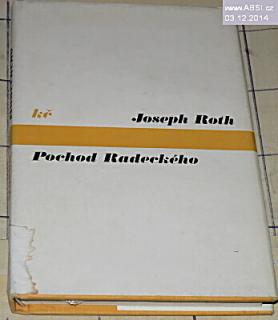 www.ABSI.cz
03.12.2014
kč
Joseph Roth
Pochod Radeckého